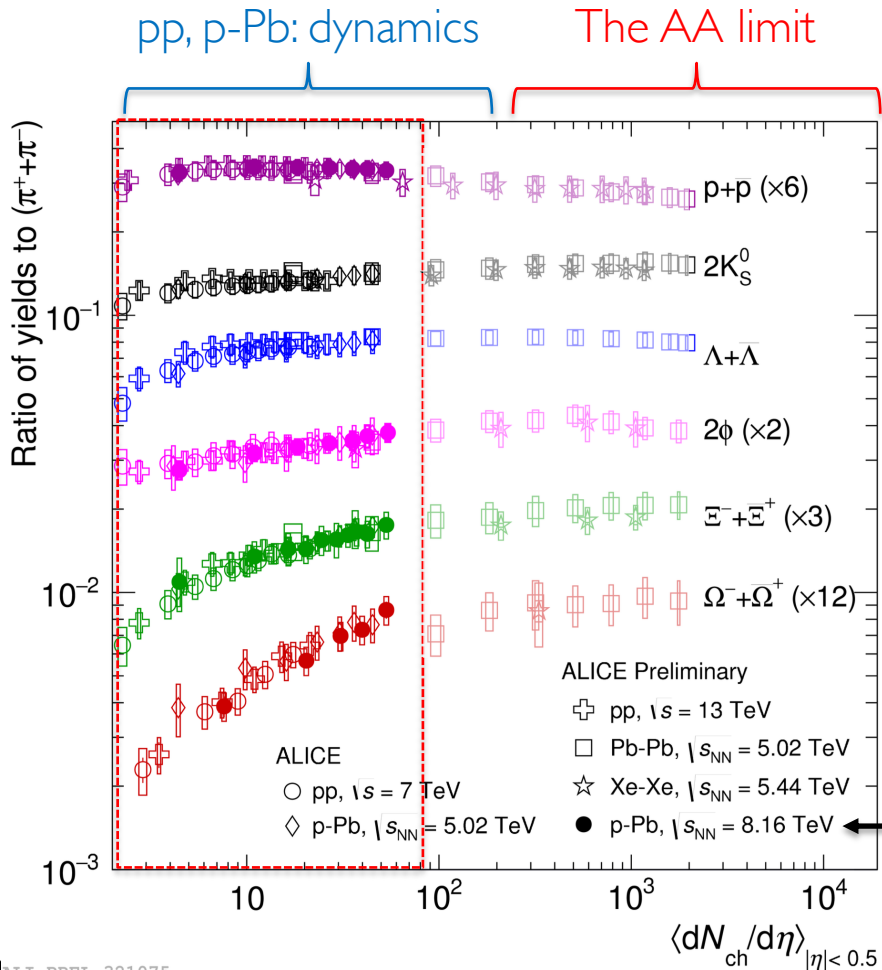 pp, p-Pb: dynamics
The AA limit
Ratio of yields to (π⁺+π⁻)
10⁻¹
10⁻²
10⁻³
p+p̅ (×6)
2K⁰_S
Λ+Λ̅
2ϕ (×2)
Ξ⁻+Ξ̅⁺ (×3)
Ω⁻+Ω̅⁺ (×12)
ALICE
pp, √s = 7 TeV
p-Pb, √s_NN = 5.02 TeV
ALICE Preliminary
pp, √s = 13 TeV
Pb-Pb, √s_NN = 5.02 TeV
Xe-Xe, √s_NN = 5.44 TeV
p-Pb, √s_NN = 8.16 TeV
10
10²
10³
10⁴
⟨dN_ch/dη⟩_|η|< 0.5